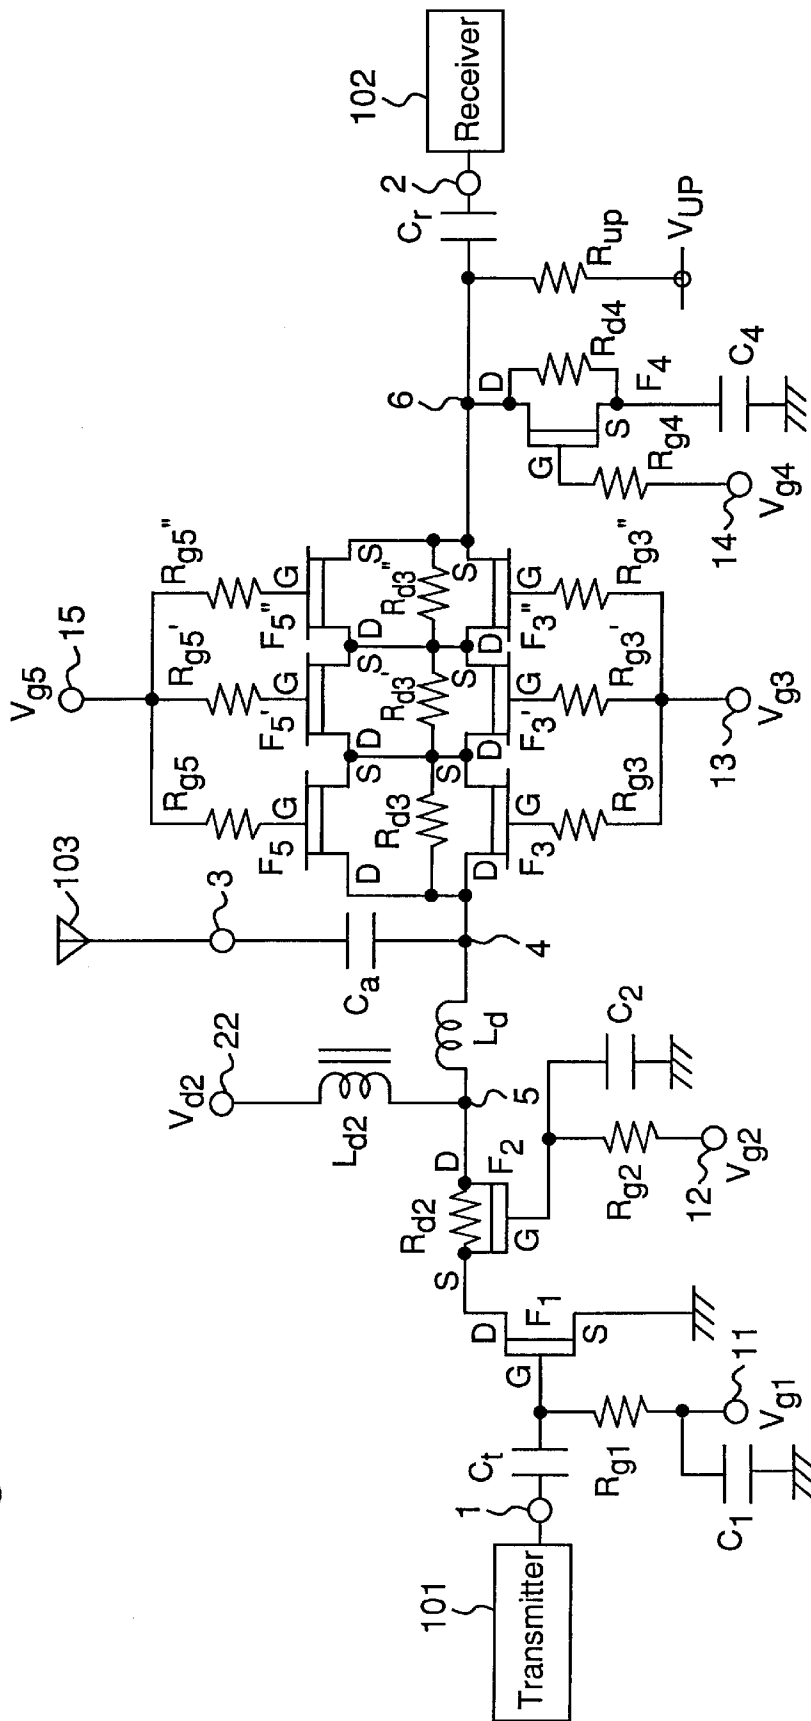 103
Vg5
15
Rg5
Rg5'
Rg5"
G
G
G
F5
F5'
F5"
3
Vd2
22
Ca
D
S
D
S
D
S
Ld2
Rd3
Rd3'
Rd3"
102
Receiver
Cr
2
6
101
Transmitter
1
Ct
S
Rd2
D
5
Ld
4
D
S
D
S
D
S
D
G
F1
S
G
F2
F3
G
F3'
G
F3"
G
D
G
S
Rd4
F4
Rup
VUP
C1
Rg1
Rg2
C2
Rg3
Rg3'
Rg3"
Rg4
C4
Vg1
11
12
Vg2
13
Vg3
14
Vg4